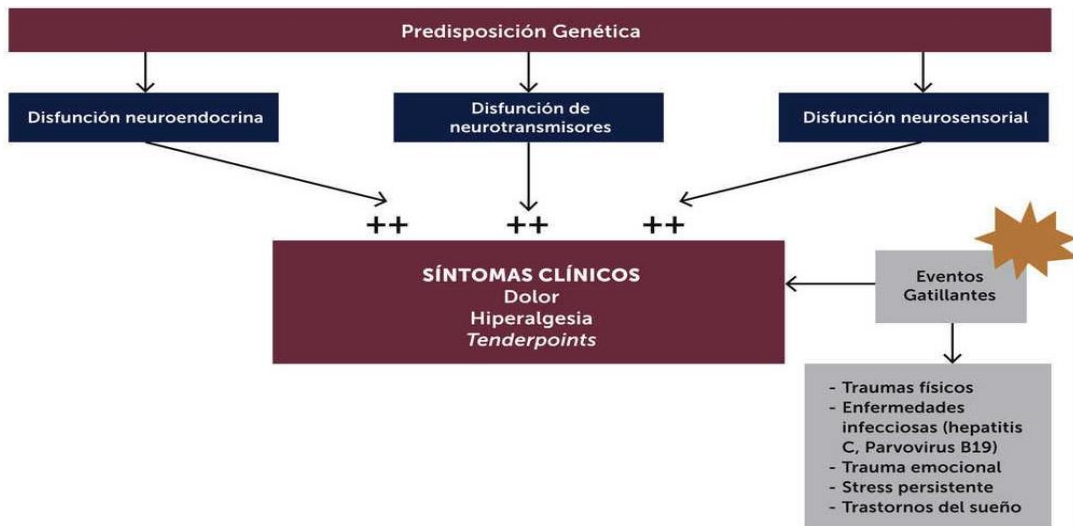 Predisposición Genética
Disfunción neuroendocrina
Disfunción de
neurotransmisores
Disfunción neurosensorial
++ ++ ++
SÍNTOMAS CLÍNICOS
Dolor
Hiperalgesia
Tenderpoints
Eventos
Gatillantes
- Traumas físicos
- Enfermedades
infecciosas (hepatitis
C, Parvovirus B19)
- Trauma emocional
- Stress persistente
- Trastornos del sueño